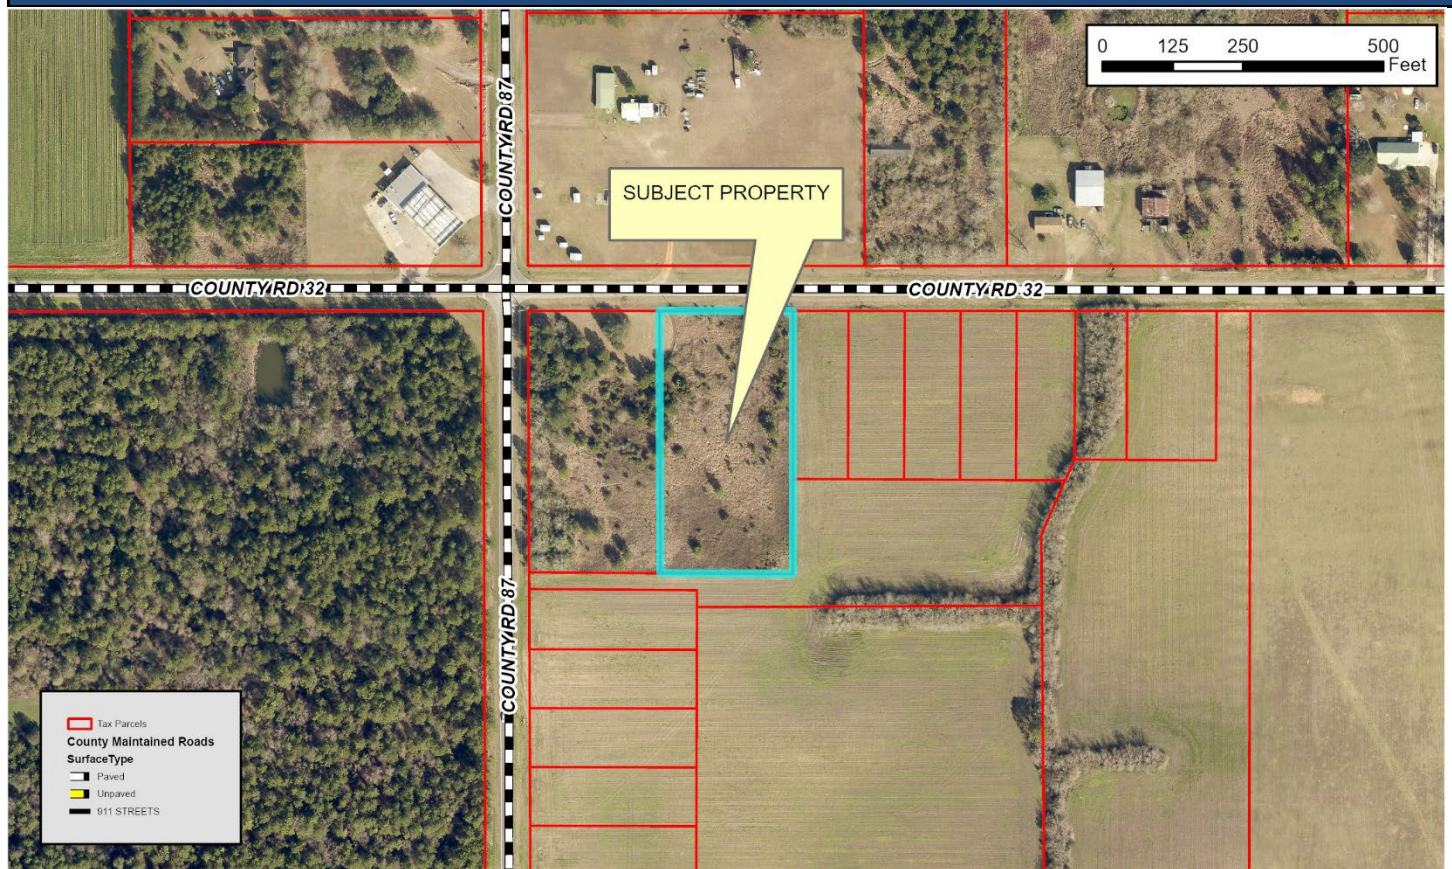 0 125 250 500
Feet
COUNTY RD 87
SUBJECT PROPERTY
COUNTY RD 32
COUNTY RD 32
COUNTY RD 87
Tax Parcels
County Maintained Roads
SurfaceType
Paved
Unpaved
911 STREETS